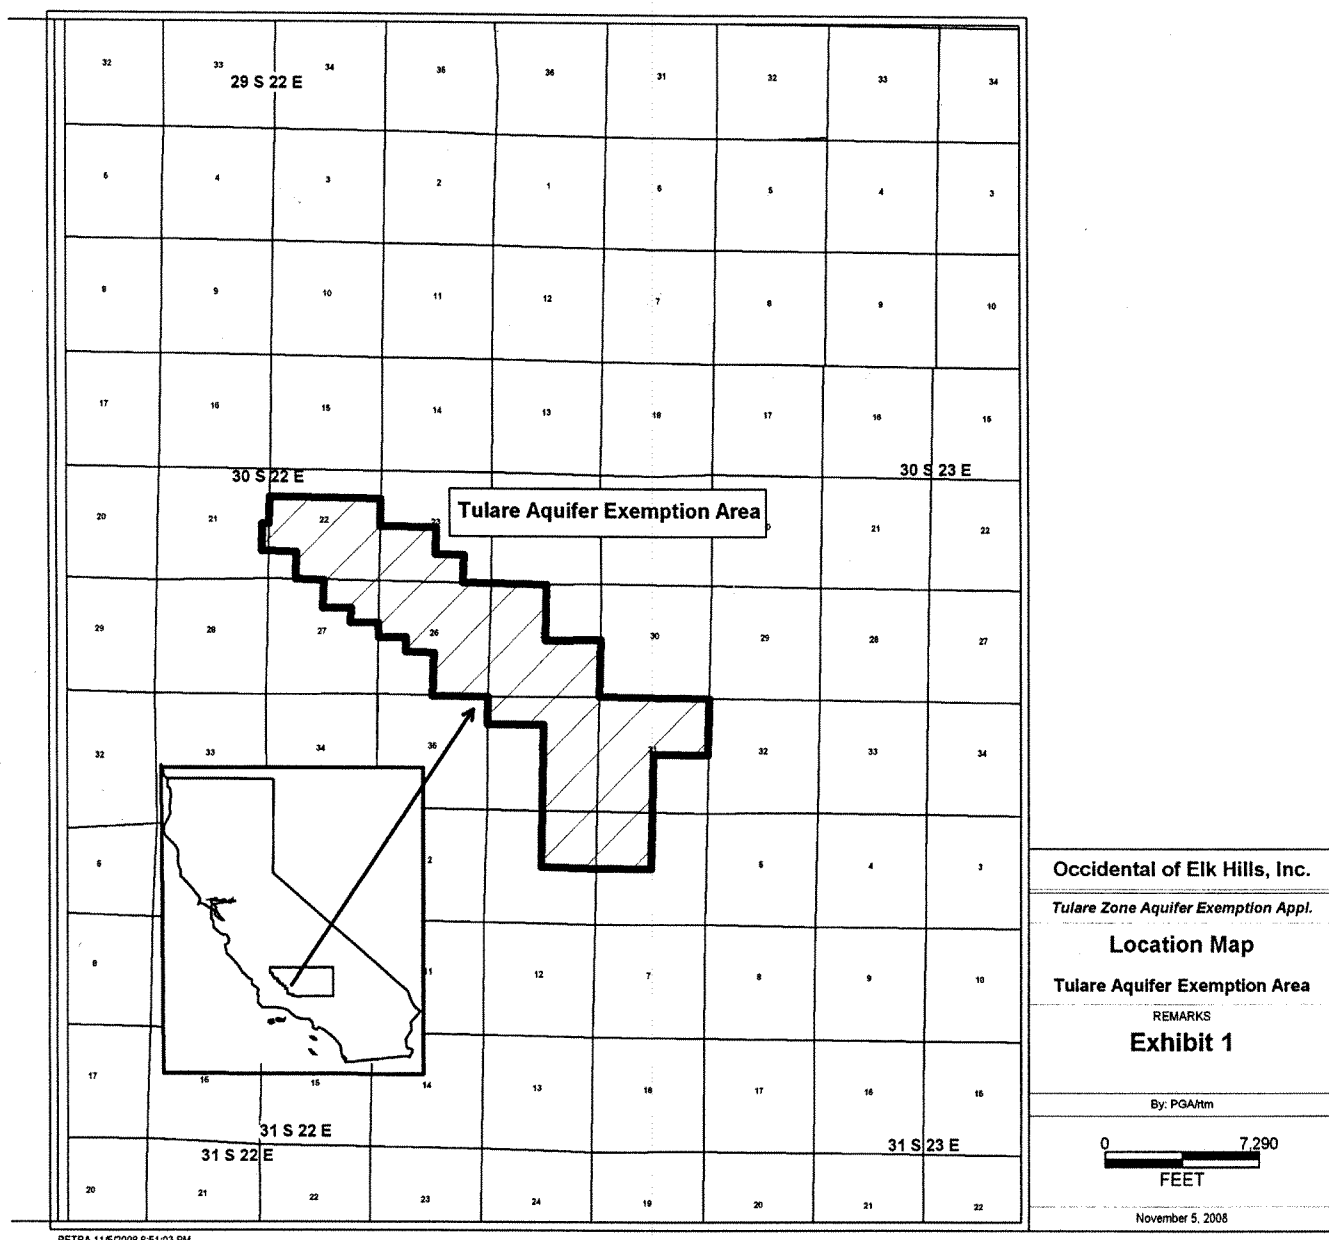 32 33 34 35 36 31 32 33 34
29 S 22 E
4 3 2 1 6 5 4 3
9 10 11 12 7 8 9 10
17 16 15 14 13 18 17 16 15
30 S 22 E
30 S 23 E
20 21 22 23 21 22
Tulare Aquifer Exemption Area
29 28 27 26 30 29 28 27
32 33 34 36 31 32 33 34
6 2 5 4 3
8 11 12 7 8 9 10
17 16 15 14 13 18 17 16 15
31 S 22 E
31 S 22 E
31 S 23 E
20 21 22 23 24 19 20 21 22
Occidental of Elk Hills, Inc.
Tulare Zone Aquifer Exemption Appl.
Location Map
Tulare Aquifer Exemption Area
REMARKS
Exhibit 1
By: PGA/rtm
0 7,290
FEET
November 5, 2008